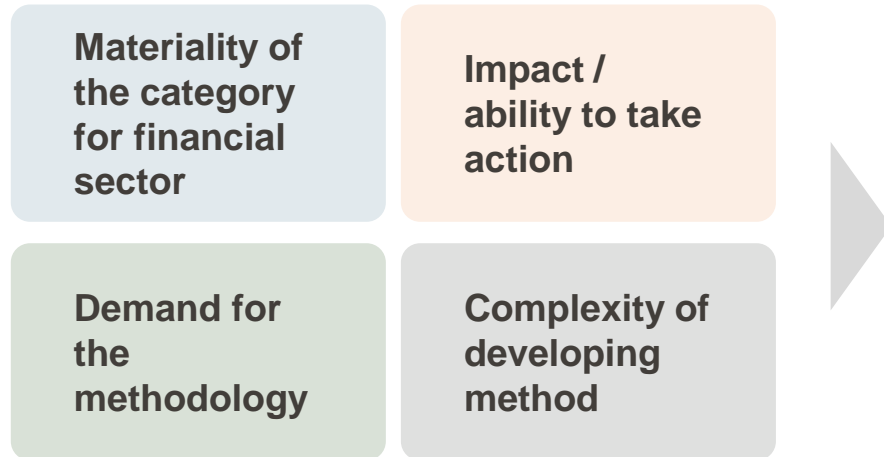 Materiality of
the category
for financial
sector
Impact /
ability to take
action
Demand for
the
methodology
Complexity of
developing
method